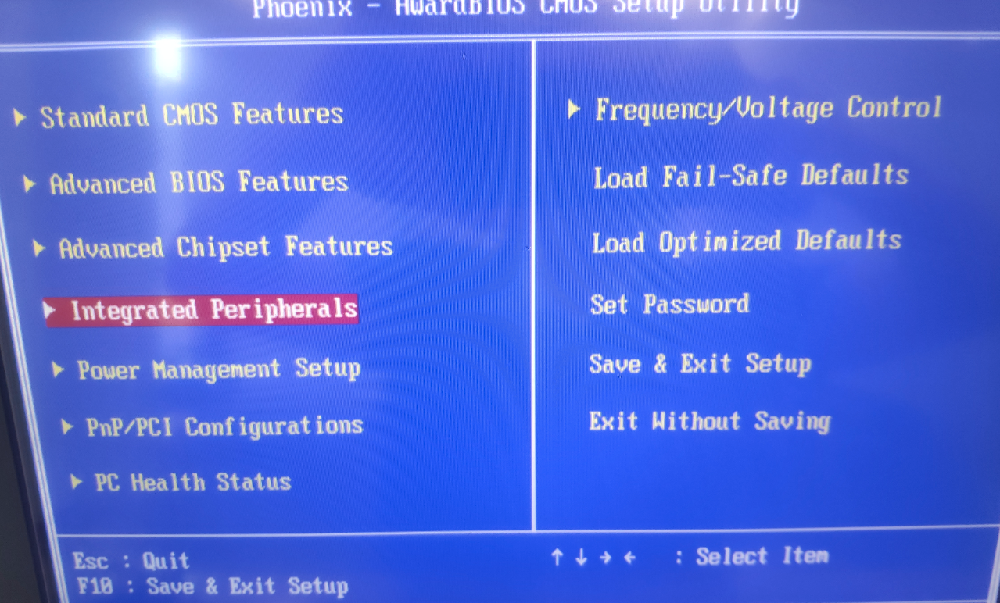 Phoenix - AwardBIOS CMOS Setup Utility
Standard CMOS Features
Advanced BIOS Features
Advanced Chipset Features
Integrated Peripherals
Power Management Setup
PnP/PCI Configurations
PC Health Status
Frequency/Voltage Control
Load Fail-Safe Defaults
Load Optimized Defaults
Set Password
Save & Exit Setup
Exit Without Saving
Esc : Quit
F10 : Save & Exit Setup
↑ ↓ → ← : Select Item